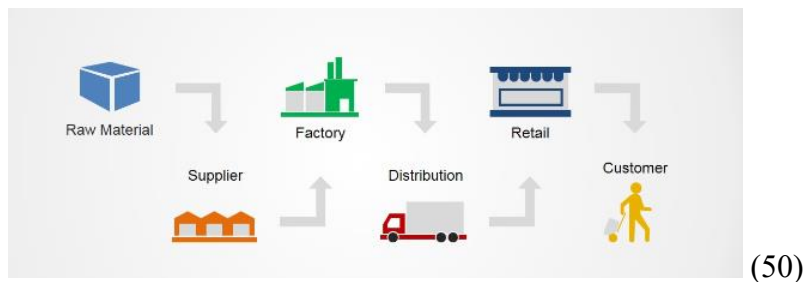 Raw Material
Factory
Retail
Supplier
Distribution
Customer
(50)